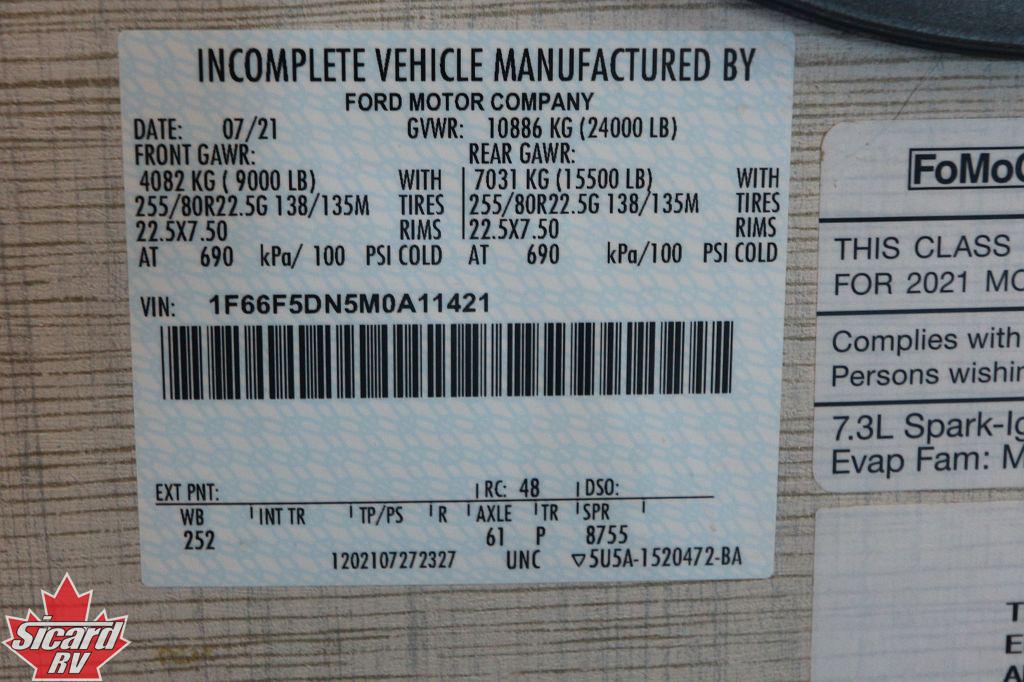 INCOMPLETE VEHICLE MANUFACTURED BY
FORD MOTOR COMPANY
DATE: 07/21 GVWR: 10886 KG (24000 LB)
FRONT GAWR: REAR GAWR:
4082 KG ( 9000 LB) WITH 7031 KG (15500 LB) WITH
255/80R22.5G 138/135M TIRES 255/80R22.5G 138/135M TIRES
22.5X7.50 RIMS 22.5X7.50 RIMS
AT 690 kPa/ 100 PSI COLD AT 690 kPa/100 PSI COLD
VIN: 1F66F5DN5M0A11421
EXT PNT: RC: 48 DSO:
WB INT TR TP/PS R AXLE TR SPR
252 61 P 8755
1202107272327 UNC ▽5U5A-1520472-BA
FoMoC
THIS CLASS
FOR 2021 MO
Complies with
Persons wishin
7.3L Spark-Ig
Evap Fam: M
T
E
A
Sicard
RV